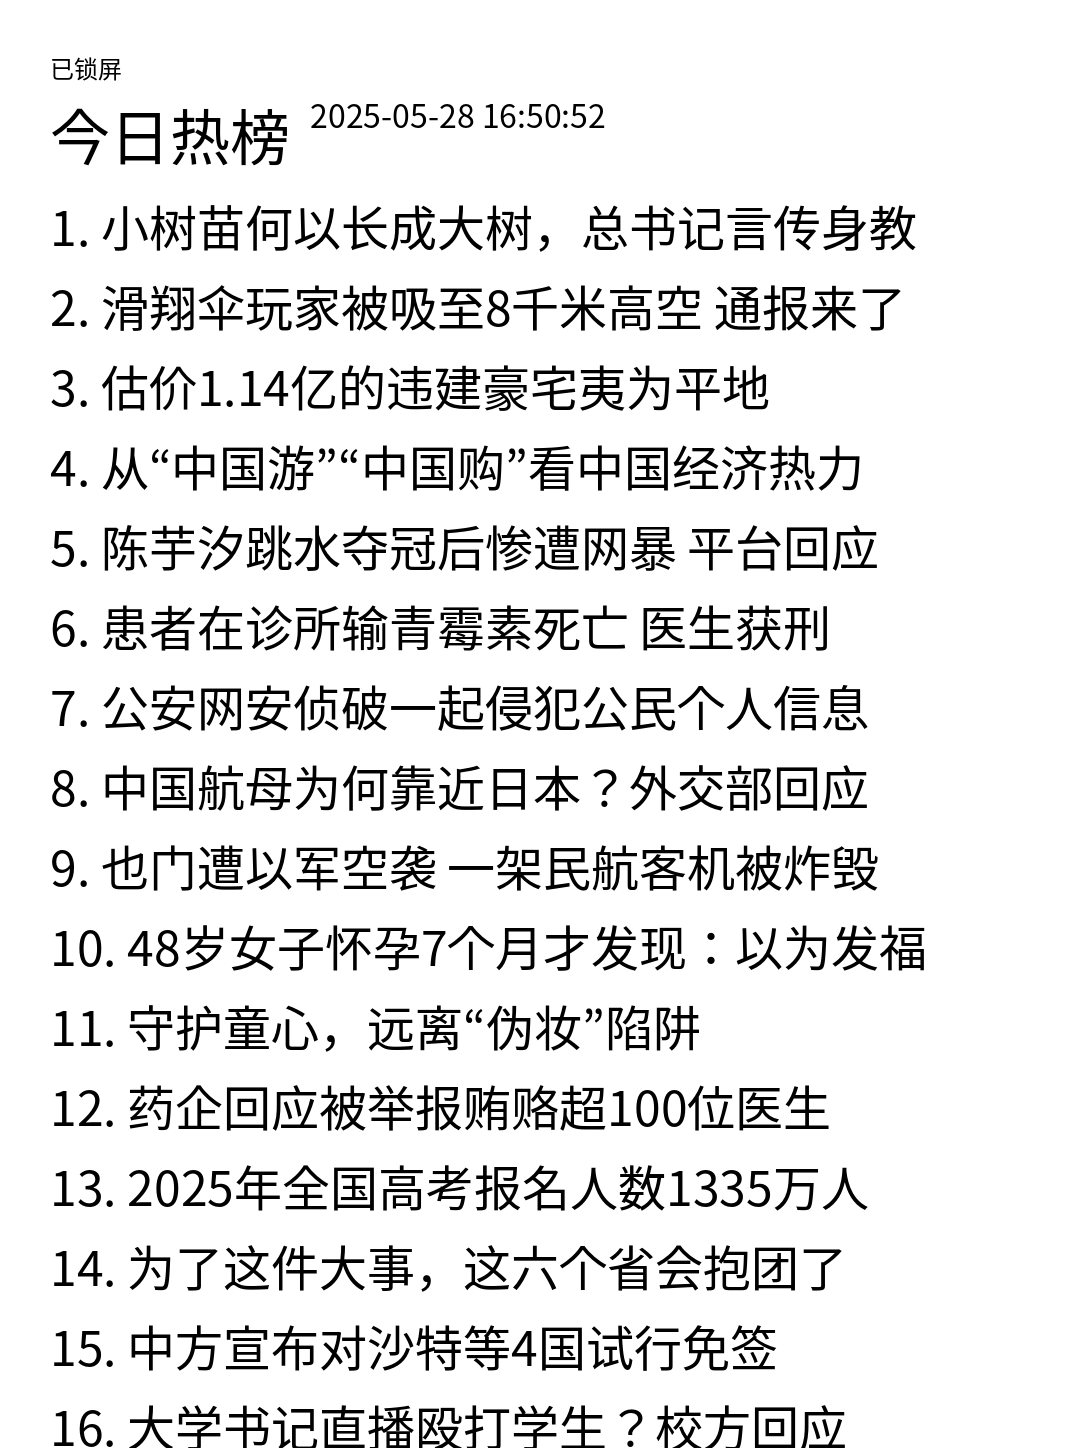 已锁屏
今日热榜 2025-05-28 16:50:52
1. 小树苗何以长成大树，总书记言传身教
2. 滑翔伞玩家被吸至8千米高空 通报来了
3. 估价1.14亿的违建豪宅夷为平地
4. 从“中国游”“中国购”看中国经济热力
5. 陈芋汐跳水夺冠后惨遭网暴 平台回应
6. 患者在诊所输青霉素死亡 医生获刑
7. 公安网安侦破一起侵犯公民个人信息
8. 中国航母为何靠近日本？外交部回应
9. 也门遭以军空袭 一架民航客机被炸毁
10. 48岁女子怀孕7个月才发现：以为发福
11. 守护童心，远离“伪妆”陷阱
12. 药企回应被举报贿赂超100位医生
13. 2025年全国高考报名人数1335万人
14. 为了这件大事，这六个省会抱团了
15. 中方宣布对沙特等4国试行免签
16. 大学书记直播殴打学生？校方回应